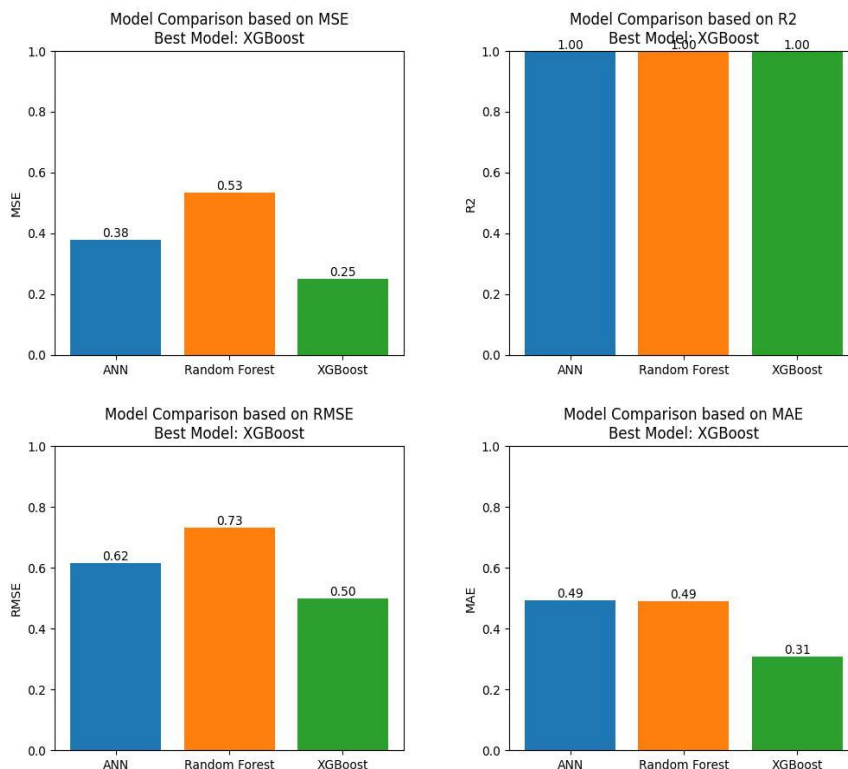 Model Comparison based on MSE
Best Model: XGBoost
1.0
0.8
0.6
0.4
0.2
0.0
MSE
0.38
0.53
0.25
ANN Random Forest XGBoost
Model Comparison based on R2
Best Model: XGBoost
1.0
0.8
0.6
0.4
0.2
0.0
R2
1.00
1.00
1.00
ANN Random Forest XGBoost
Model Comparison based on RMSE
Best Model: XGBoost
1.0
0.8
0.6
0.4
0.2
0.0
RMSE
0.62
0.73
0.50
ANN Random Forest XGBoost
Model Comparison based on MAE
Best Model: XGBoost
1.0
0.8
0.6
0.4
0.2
0.0
MAE
0.49
0.49
0.31
ANN Random Forest XGBoost